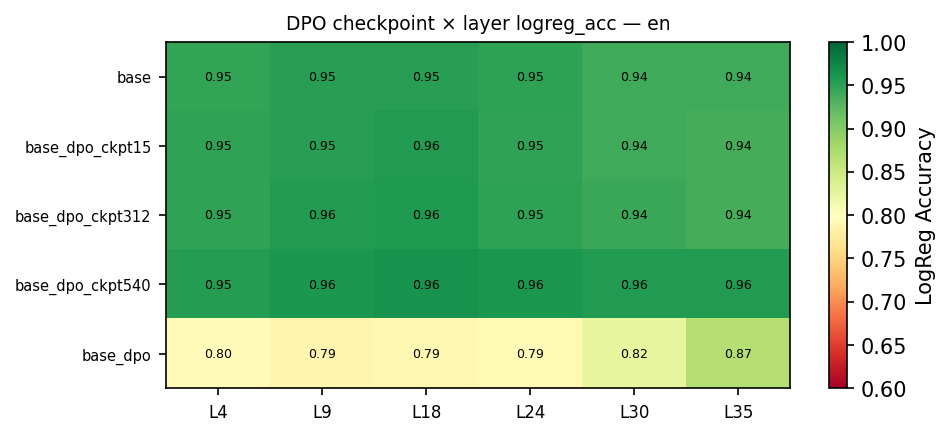 DPO checkpoint × layer logreg_acc — en
base 0.95 0.95 0.95 0.95 0.94 0.94
base_dpo_ckpt15 0.95 0.95 0.96 0.95 0.94 0.94
base_dpo_ckpt312 0.95 0.96 0.96 0.95 0.94 0.94
base_dpo_ckpt540 0.95 0.96 0.96 0.96 0.96 0.96
base_dpo 0.80 0.79 0.79 0.79 0.82 0.87
L4 L9 L18 L24 L30 L35
1.00
0.95
0.90
0.85
0.80
0.75
0.70
0.65
0.60
LogReg Accuracy